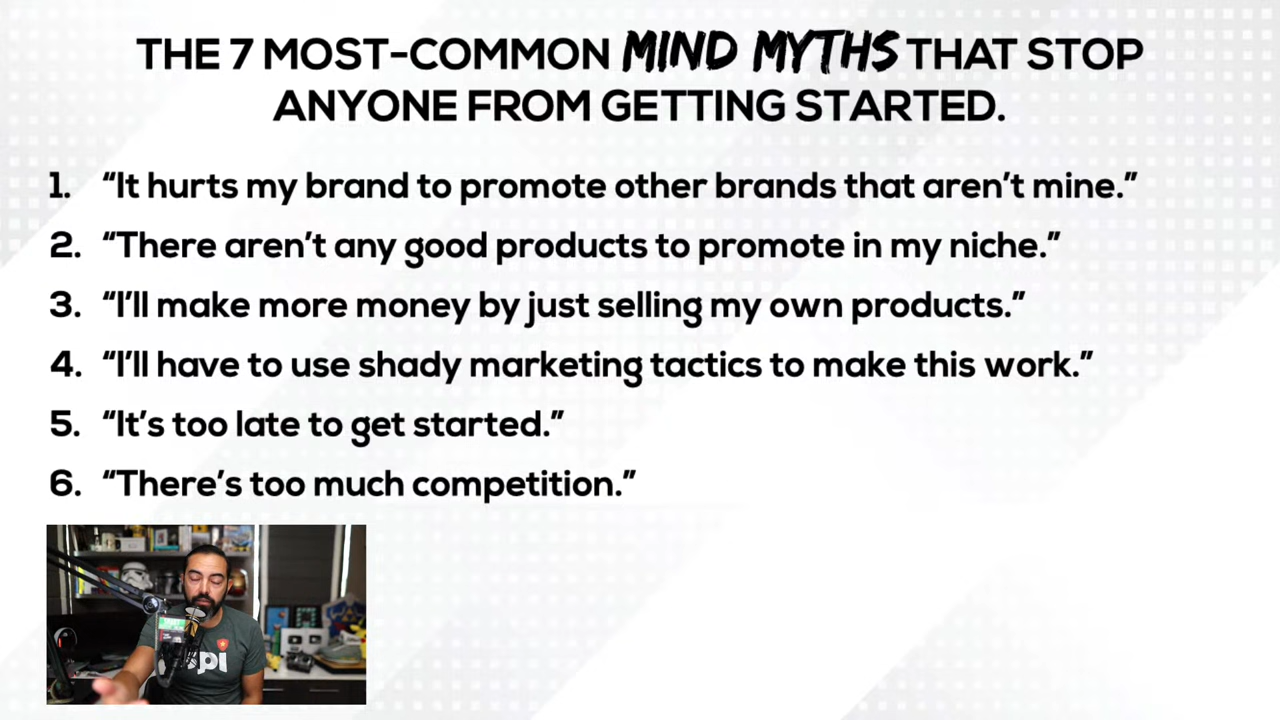 THE 7 MOST-COMMON MIND MYTHS THAT STOP
ANYONE FROM GETTING STARTED.
1. “It hurts my brand to promote other brands that aren’t mine.”
2. “There aren’t any good products to promote in my niche.”
3. “I’ll make more money by just selling my own products.”
4. “I’ll have to use shady marketing tactics to make this work.”
5. “It’s too late to get started.”
6. “There’s too much competition.”